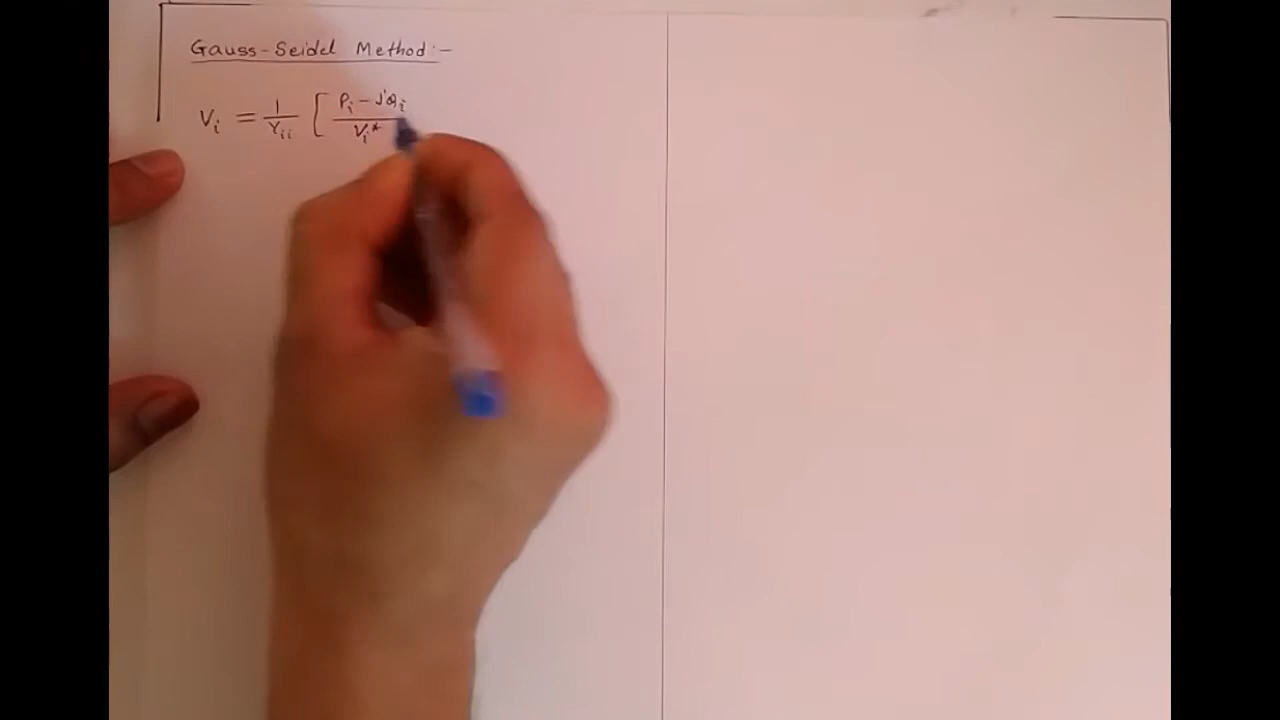 Gauss-Seidel Method:-
Vi = 1/Yii [ Pi - jQi / Vi*